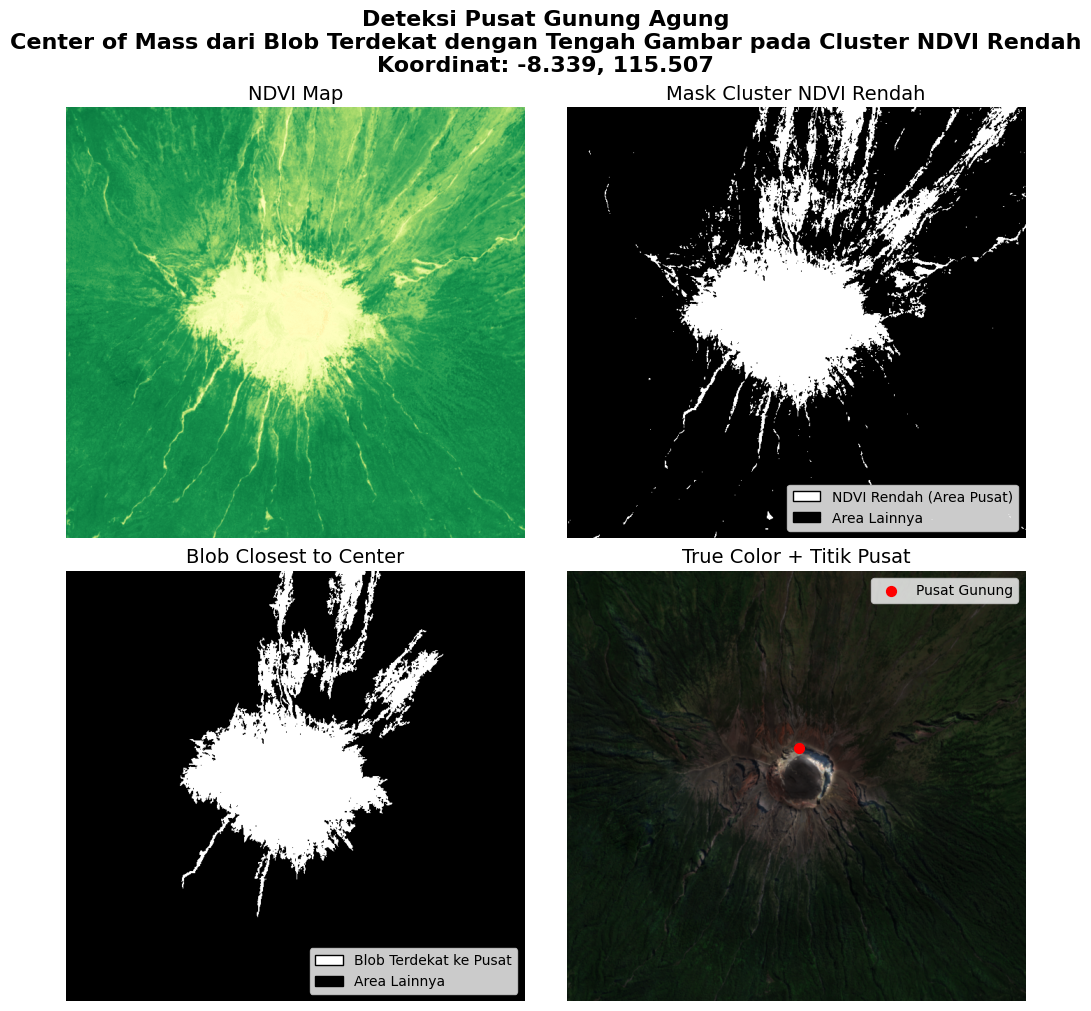 Deteksi Pusat Gunung Agung
Center of Mass dari Blob Terdekat dengan Tengah Gambar pada Cluster NDVI Rendah
Koordinat: -8.339, 115.507
NDVI Map
Mask Cluster NDVI Rendah
NDVI Rendah (Area Pusat)
Area Lainnya
Blob Closest to Center
True Color + Titik Pusat
Pusat Gunung
Blob Terdekat ke Pusat
Area Lainnya